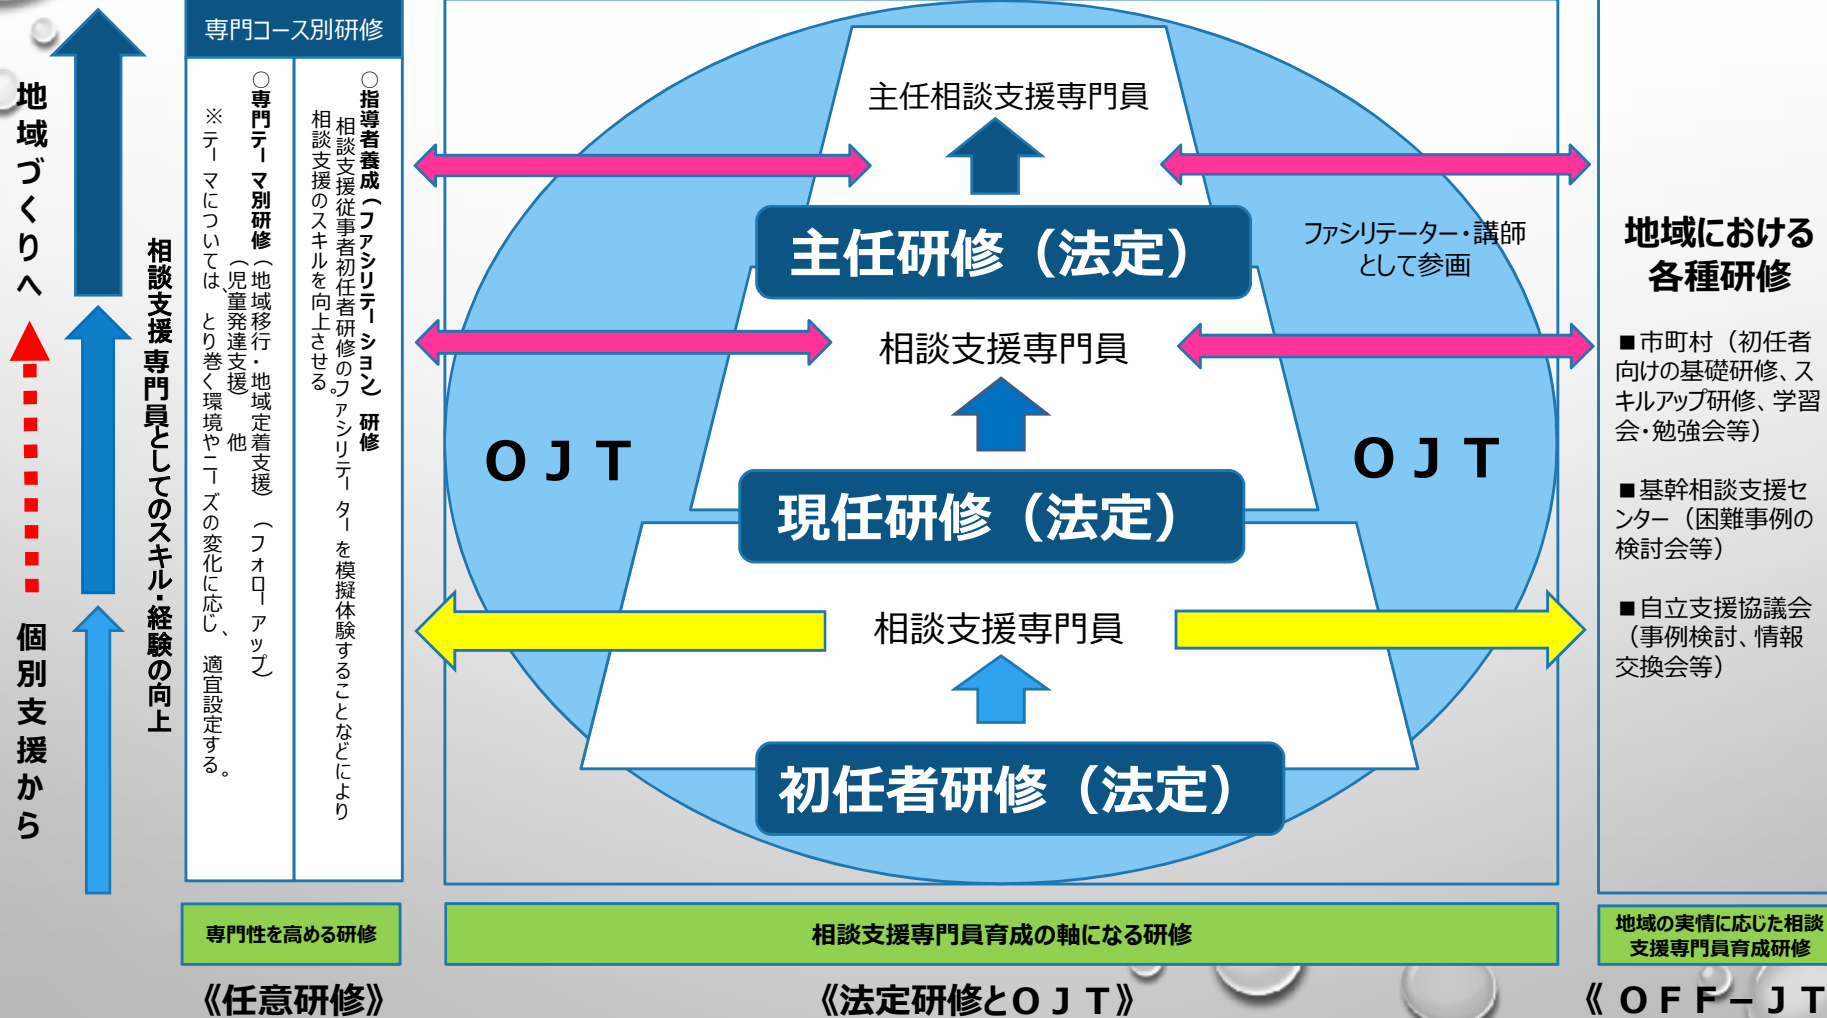 地域づくりへ
個別支援から
相談支援専門員としてのスキル・経験の向上
専門コース別研修
○指導者養成（ファシリテーション）研修
相談支援従事者初任者研修のファシリテーターを模擬体験することなどにより
相談支援のスキルを向上させる。
○専門テーマ別研修（地域移行・地域定着支援）（フォローアップ）
（児童発達支援）　他
※テーマについては、とり巻く環境やニーズの変化に応じ、適宜設定する。
主任相談支援専門員
主任研修（法定）
ファシリテーター・講師
として参画
相談支援専門員
ＯＪＴ
ＯＪＴ
現任研修（法定）
相談支援専門員
初任者研修（法定）
地域における
各種研修
■市町村（初任者
向けの基礎研修、ス
キルアップ研修、学習
会・勉強会等）
■基幹相談支援セ
ンター（困難事例の
検討会等）
■自立支援協議会
（事例検討、情報
交換会等）
専門性を高める研修
相談支援専門員育成の軸になる研修
地域の実情に応じた相談
支援専門員育成研修
《任意研修》
《法定研修とＯＪＴ》
《ＯＦＦ－ＪＴ